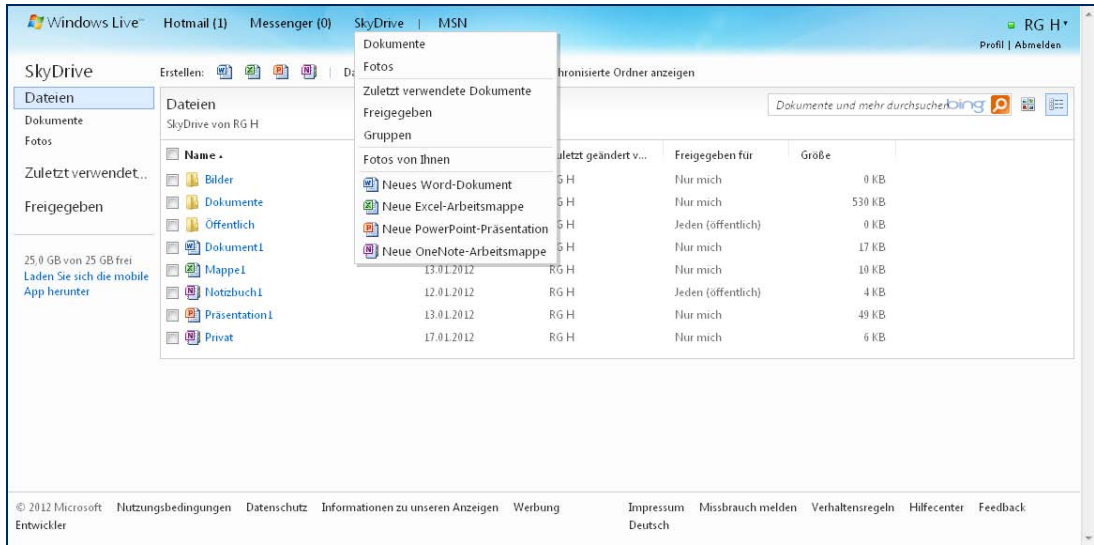 Windows Live™ Hotmail (1) Messenger (0) SkyDrive | MSN RG H
Profil | Abmelden
SkyDrive
Dateien
Dokumente
Fotos
Zuletzt verwendet...
Freigegeben
25,0 GB von 25 GB frei
Laden Sie sich die mobile
App herunter
Erstellen: anzeigen
Dateien
SkyDrive von RG H
Dokumente und mehr durchsuchen bing
Dokumente
Fotos
Zuletzt verwendete Dokumente
Freigegeben
Gruppen
Fotos von Ihnen
Neues Word-Dokument
Neue Excel-Arbeitsmappe
Neue PowerPoint-Präsentation
Neue OneNote-Arbeitsmappe
Name Freigegeben für Größe
Bilder Nur mich 0 KB
Dokumente Nur mich 530 KB
Öffentlich Jeden (öffentlich) 0 KB
Dokument1 Nur mich 17 KB
Mappe1 13.01.2012 RG H Nur mich 10 KB
Notizbuch1 12.01.2012 RG H Jeden (öffentlich) 4 KB
Präsentation1 13.01.2012 RG H Nur mich 49 KB
Privat 17.01.2012 RG H Nur mich 6 KB
© 2012 Microsoft Nutzungsbedingungen Datenschutz Informationen zu unseren Anzeigen Werbung Impressum Missbrauch melden Verhaltensregeln Hilfecenter Feedback
Entwickler Deutsch